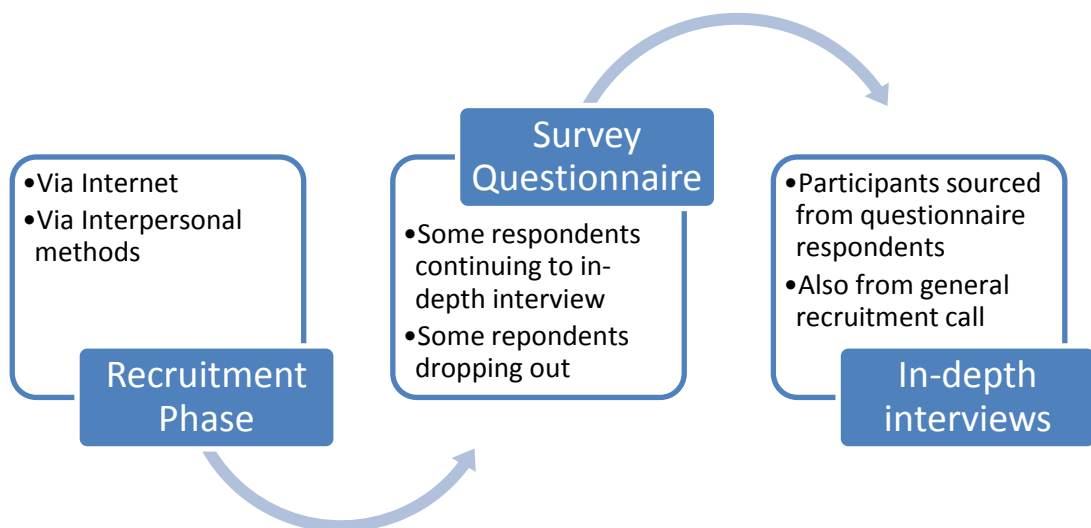 •Via Internet
•Via Interpersonal
methods
Recruitment
Phase
Survey
Questionnaire
•Some respondents
continuing to in-
depth interview
•Some repondents
dropping out
•Participants sourced
from questionnaire
respondents
•Also from general
recruitment call
In-depth
interviews